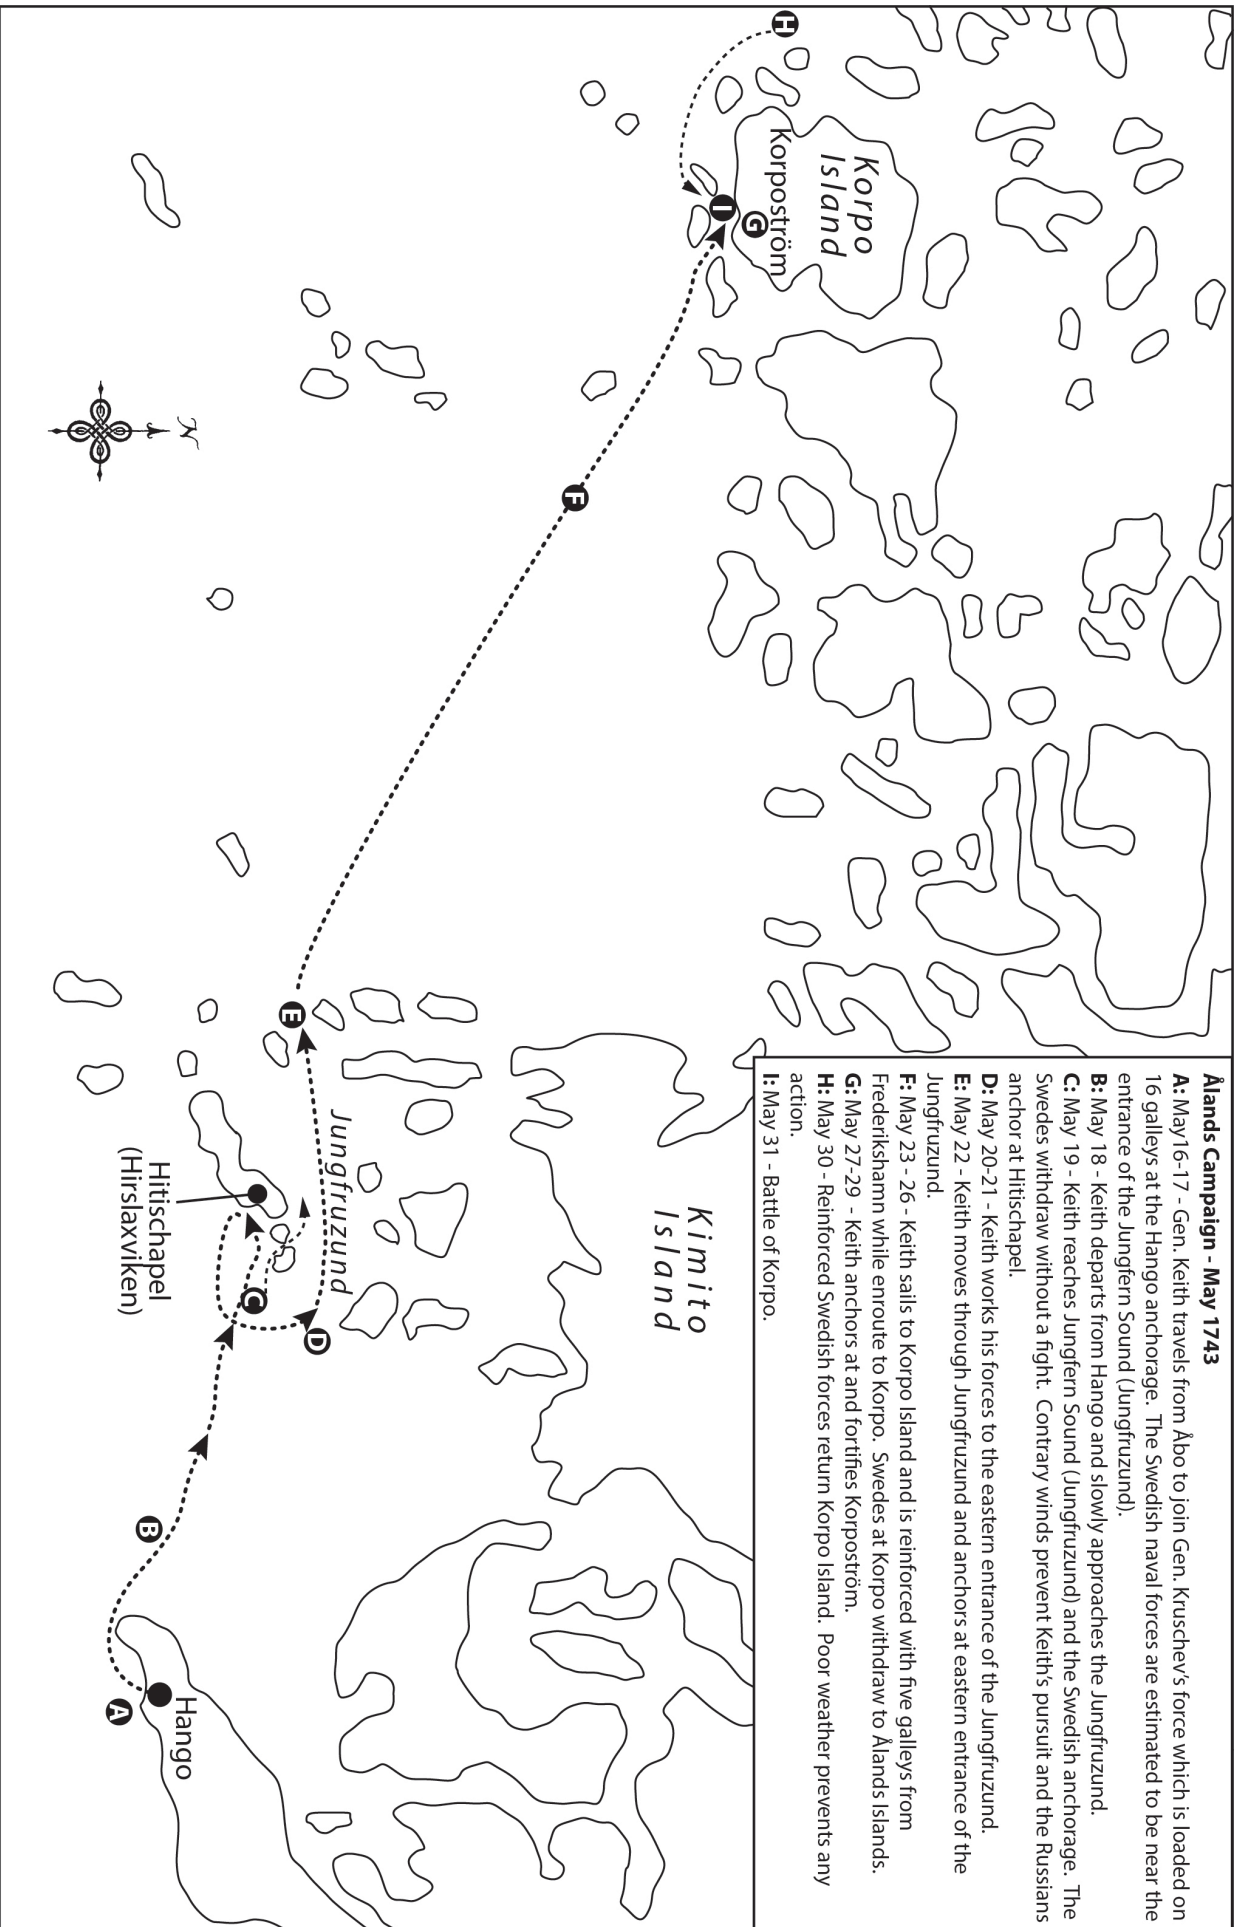 Ålands Campaign - May 1743
A: May16-17 - Gen. Keith travels from Åbo to join Gen. Kruschev's force which is loaded on
16 galleys at the Hango anchorage.  The Swedish naval forces are estimated to be near the
entrance of the Jungfern Sound (Jungfruzund).
B: May 18 - Keith departs from Hango and slowly approaches the Jungfruzund.
C: May 19 - Keith reaches Jungfern Sound (Jungfruzund) and the Swedish anchorage.  The
Swedes withdraw without a fight.  Contrary winds prevent Keith's pursuit and the Russians
anchor at Hitischapel.
D: May 20-21 - Keith works his forces to the eastern entrance of the Jungfruzund.
E: May 22 - Keith moves through Jungfruzund and anchors at eastern entrance of the
Jungfruzund.
F: May 23 - 26 - Keith sails to Korpo Island and is reinforced with five galleys from
Frederikshamn while enroute to Korpo.  Swedes at Korpo withdraw to Ålands Islands.
G: May 27-29 - Keith anchors at and fortifies Korpoström.
H: May 30 - Reinforced Swedish forces return Korpo Island.  Poor weather prevents any
action.
I: May 31 - Battle of Korpo.
Korpo
Island
Korpoström
H
G
I
F
N
Kimito
Island
Jungfruzund
E
D
C
Hitischapel
(Hirslaxviken)
B
Hango
A